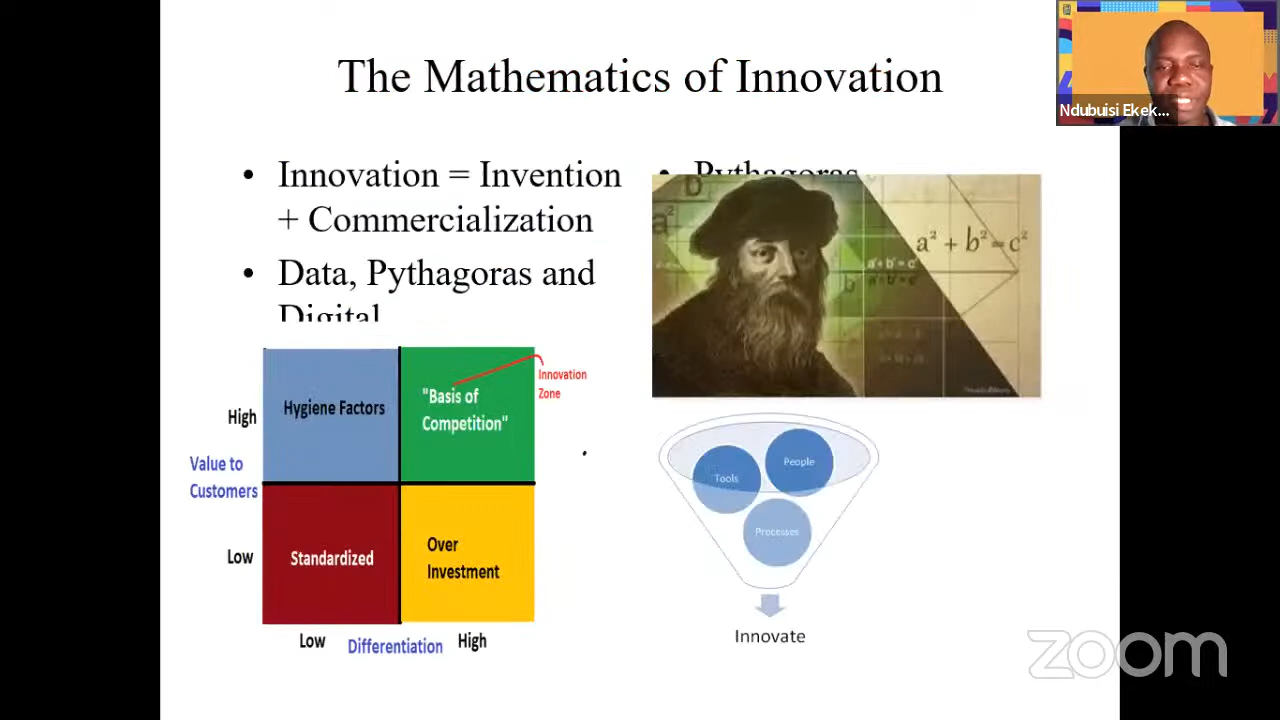 The Mathematics of Innovation
Ndubuisi Ekek...
• Innovation = Invention
+ Commercialization
• Data, Pythagoras and
Digital
• Pythagoras
a² + b² = c²
High
Value to
Customers
Low
Hygiene Factors
"Basis of
Competition"
Innovation
Zone
Standardized
Over
Investment
Low
Differentiation
High
Tools
People
Processes
Innovate
zoom